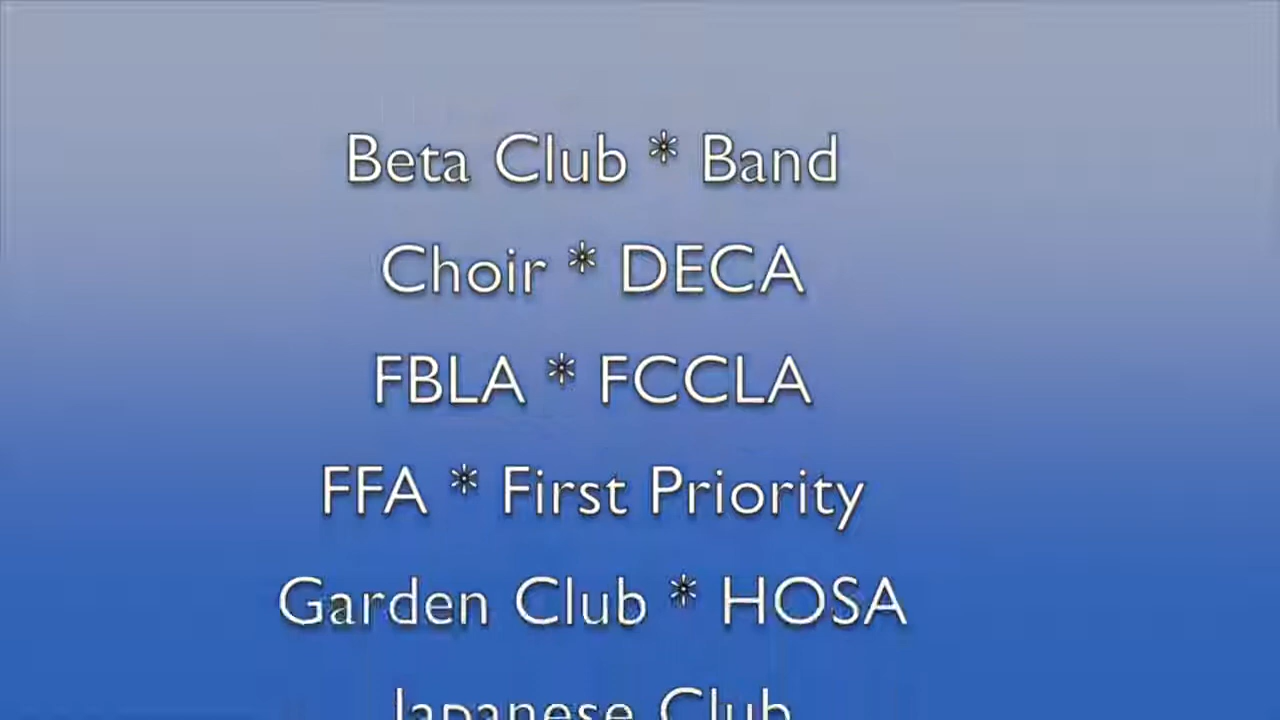 Beta Club * Band
Choir * DECA
FBLA * FCCLA
FFA * First Priority
Garden Club * HOSA
Japanese Club